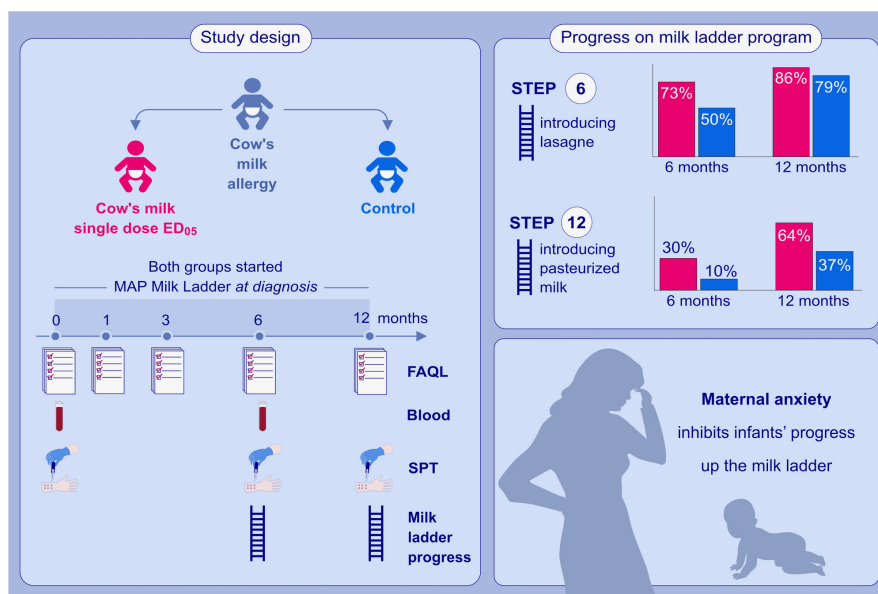 Study design
Cow's
milk
allergy
Cow's milk
single dose ED₀₅
Control
Both groups started
MAP Milk Ladder at diagnosis
0 1 3 6 12 months
FAQL
Blood
SPT
Milk
ladder
progress
Progress on milk ladder program
STEP 6
introducing
lasagne
73% 50% 86% 79%
6 months 12 months
STEP 12
introducing
pasteurized
milk
30% 10% 64% 37%
6 months 12 months
Maternal anxiety
inhibits infants’ progress
up the milk ladder